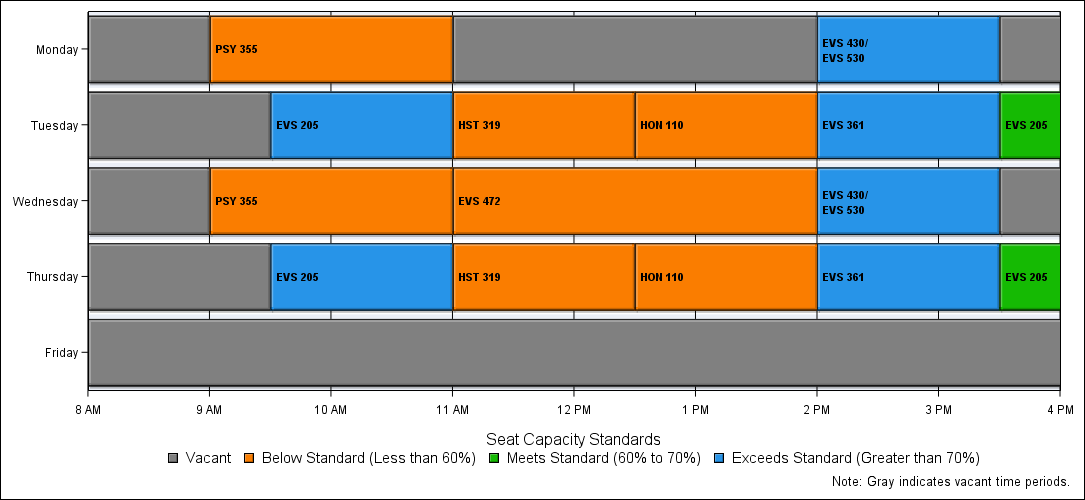 Monday
PSY 355
EVS 430/
EVS 530
Tuesday
EVS 205
HST 319
HON 110
EVS 361
EVS 205
Wednesday
PSY 355
EVS 472
EVS 430/
EVS 530
Thursday
EVS 205
HST 319
HON 110
EVS 361
EVS 205
Friday
8 AM
9 AM
10 AM
11 AM
12 PM
1 PM
2 PM
3 PM
4 PM
Seat Capacity Standards
Vacant
Below Standard (Less than 60%)
Meets Standard (60% to 70%)
Exceeds Standard (Greater than 70%)
Note: Gray indicates vacant time periods.